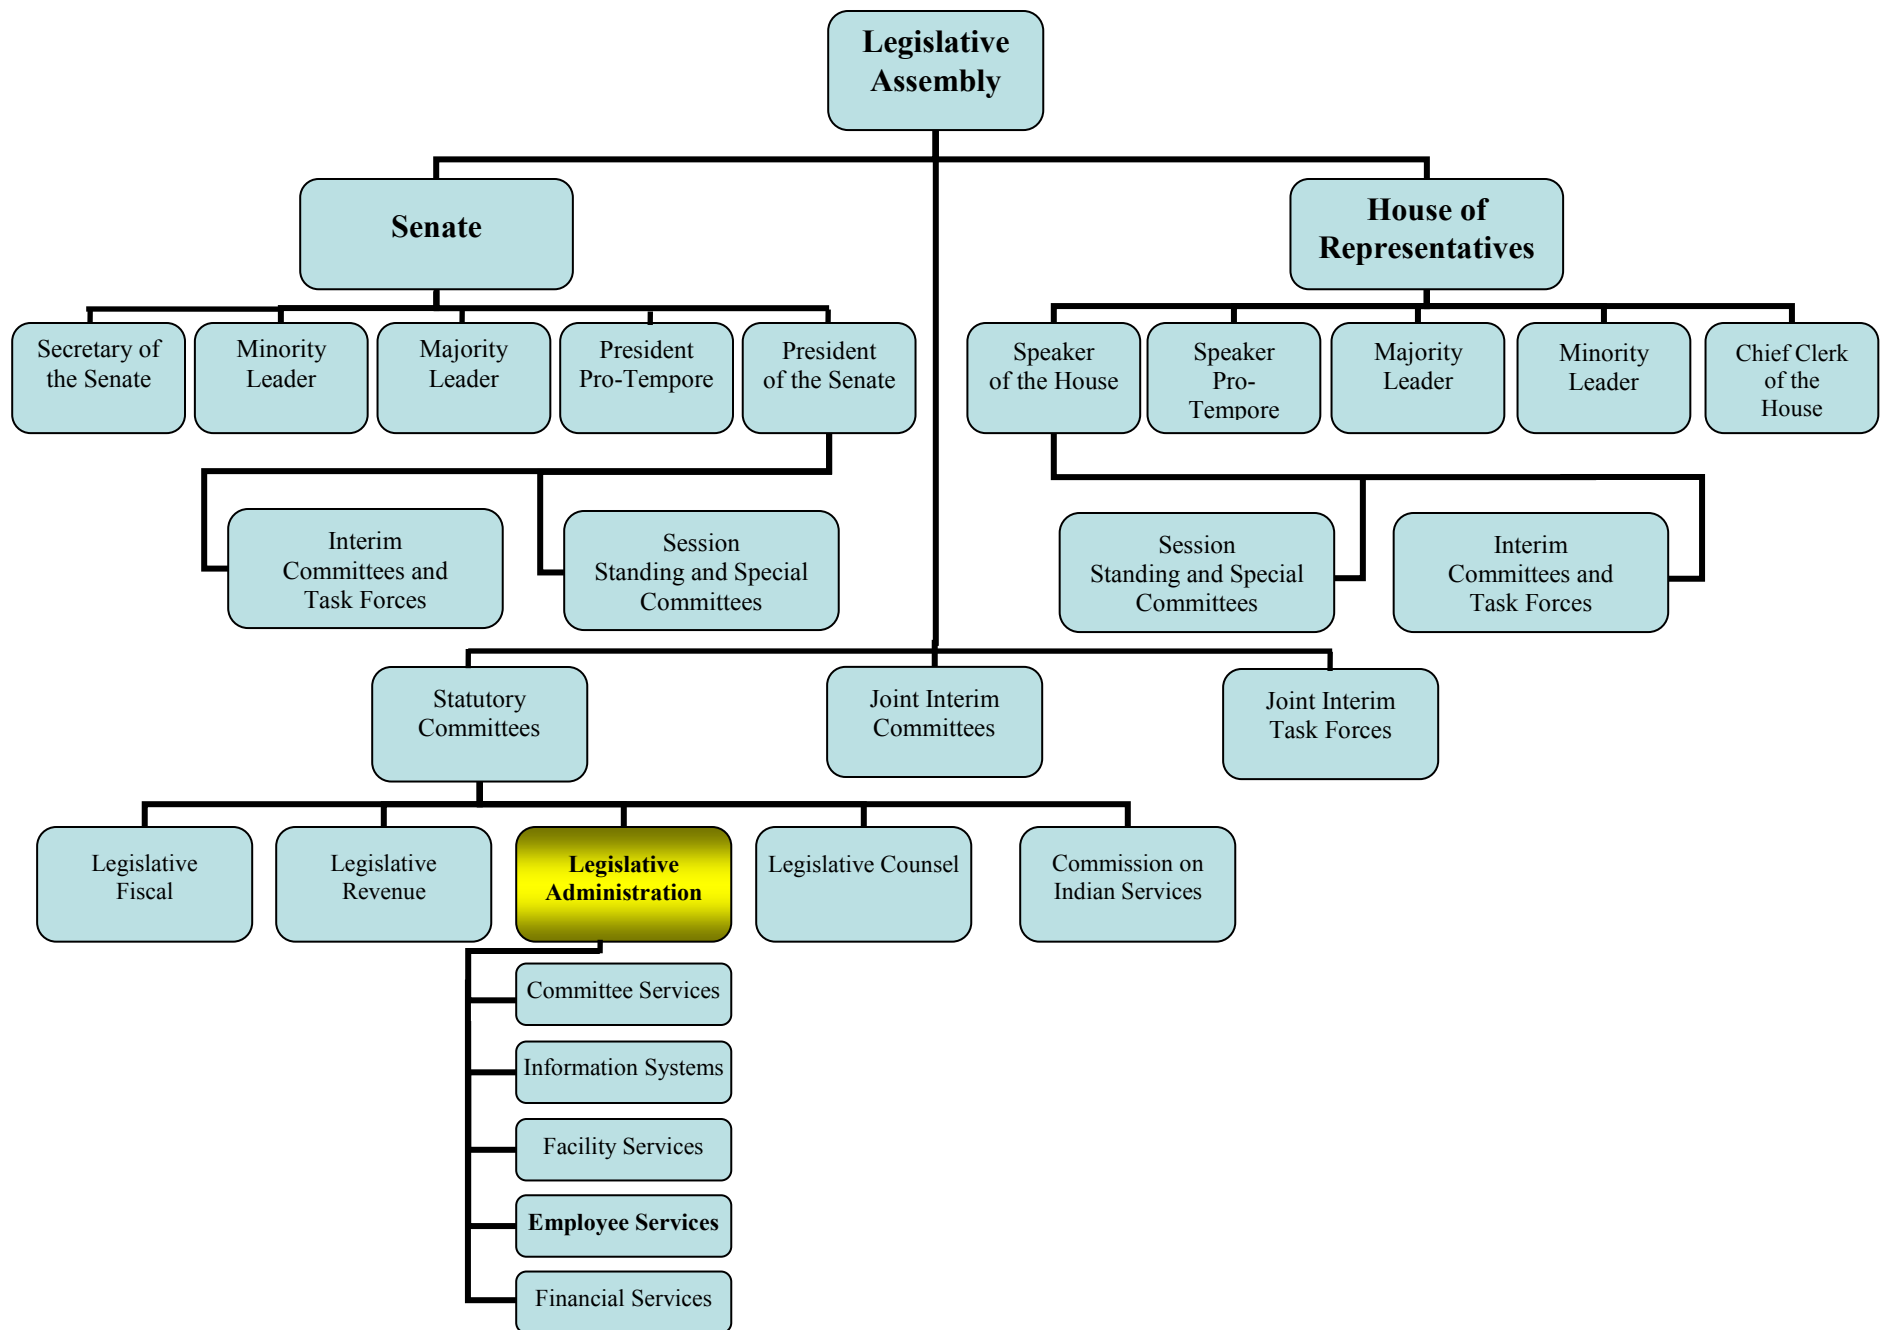 Legislative
Assembly
Senate
House of
Representatives
Secretary of
the Senate
Minority
Leader
Majority
Leader
President
Pro-Tempore
President
of the Senate
Speaker
of the House
Speaker
Pro-
Tempore
Majority
Leader
Minority
Leader
Chief Clerk
of the
House
Interim
Committees and
Task Forces
Session
Standing and Special
Committees
Session
Standing and Special
Committees
Interim
Committees and
Task Forces
Statutory
Committees
Joint Interim
Committees
Joint Interim
Task Forces
Legislative
Fiscal
Legislative
Revenue
Legislative
Administration
Legislative Counsel
Commission on
Indian Services
Committee Services
Information Systems
Facility Services
Employee Services
Financial Services